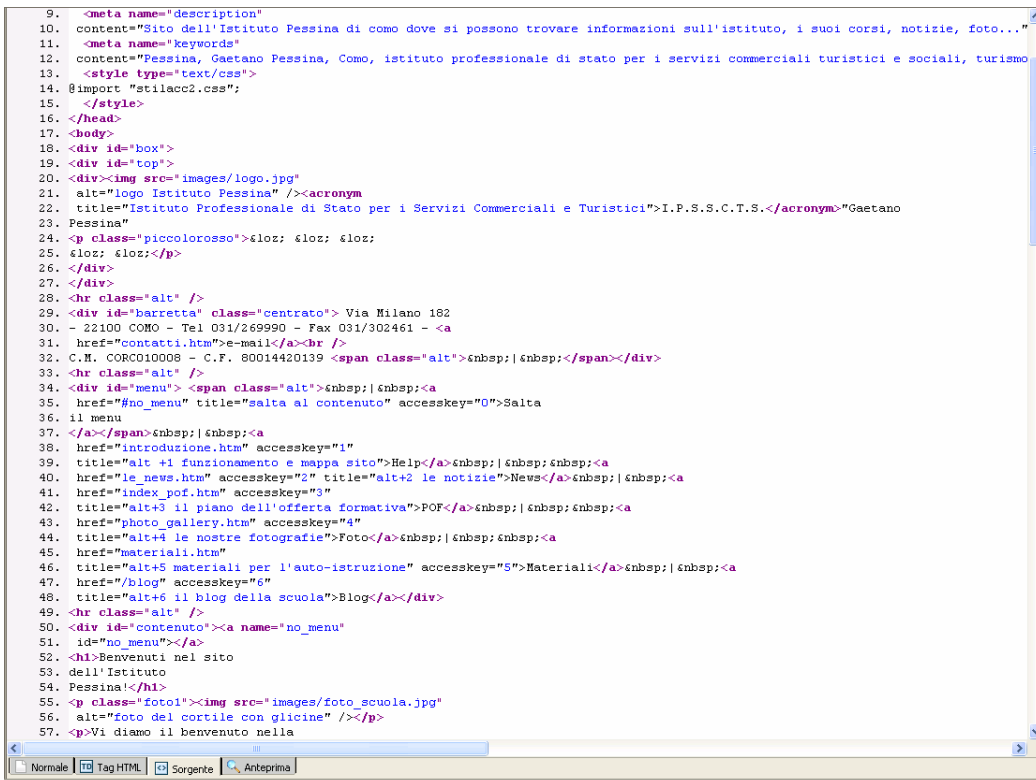 9. <meta name="description"
10. content="Sito dell'Istituto Pessina di como dove si possono trovare informazioni sull'istituto, i suoi corsi, notizie, foto..."
11. <meta name="keywords"
12. content="Pessina, Gaetano Pessina, Como, istituto professionale di stato per i servizi commerciali turistici e sociali, turismo
13. <style type="text/css">
14. @import "stilacc2.css";
15. </style>
16. </head>
17. <body>
18. <div id="box">
19. <div id="top">
20. <div><img src="images/logo.jpg"
21. alt="logo Istituto Pessina" /><acronym
22. title="Istituto Professionale di Stato per i Servizi Commerciali e Turistici">I.P.S.S.C.T.S.</acronym>"Gaetano
23. Pessina"
24. <p class="piccolorosso">&loz; &loz; &loz;
25. &loz; &loz;</p>
26. </div>
27. </div>
28. <hr class="alt" />
29. <div id="barretta" class="centrato"> Via Milano 182
30. - 22100 COMO - Tel 031/269990 - Fax 031/302461 - <a
31. href="contatti.htm">e-mail</a><br />
32. C.M. CORC010008 - C.F. 80014420139 <span class="alt">&nbsp;|&nbsp;</span></div>
33. <hr class="alt" />
34. <div id="menu"> <span class="alt">&nbsp;|&nbsp;<a
35. href="#no_menu" title="salta al contenuto" accesskey="0">Salta
36. il menu
37. </a></span>&nbsp;|&nbsp;<a
38. href="introduzione.htm" accesskey="1"
39. title="alt +1 funzionamento e mappa sito">Help</a>&nbsp;|&nbsp;&nbsp;<a
40. href="le_news.htm" accesskey="2" title="alt+2 le notizie">News</a>&nbsp;|&nbsp;<a
41. href="index_pof.htm" accesskey="3"
42. title="alt+3 il piano dell'offerta formativa">POF</a>&nbsp;|&nbsp;&nbsp;<a
43. href="photo_gallery.htm" accesskey="4"
44. title="alt+4 le nostre fotografie">Foto</a>&nbsp;|&nbsp;&nbsp;<a
45. href="materiali.htm"
46. title="alt+5 materiali per l'auto-istruzione" accesskey="5">Materiali</a>&nbsp;|&nbsp;<a
47. href="/blog" accesskey="6"
48. title="alt+6 il blog della scuola">Blog</a></div>
49. <hr class="alt" />
50. <div id="contenuto"><a name="no_menu"
51. id="no_menu"></a>
52. <h1>Benvenuti nel sito
53. dell'Istituto
54. Pessina!</h1>
55. <p class="foto1"><img src="images/foto_scuola.jpg"
56. alt="foto del cortile con glicine" /></p>
57. <p>Vi diamo il benvenuto nella
Normale TD Tag HTML Sorgente Anteprima